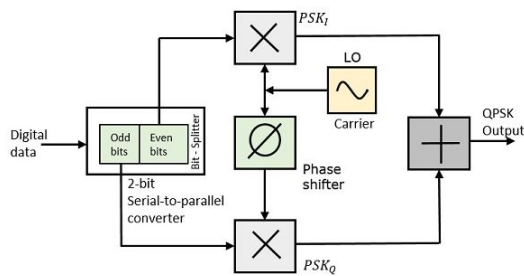 PSK_I
LO
Carrier
Digital
data
Odd
bits
Even
bits
Bit - Splitter
2-bit
Serial-to-parallel
converter
Phase
shifter
QPSK
Output
PSK_Q